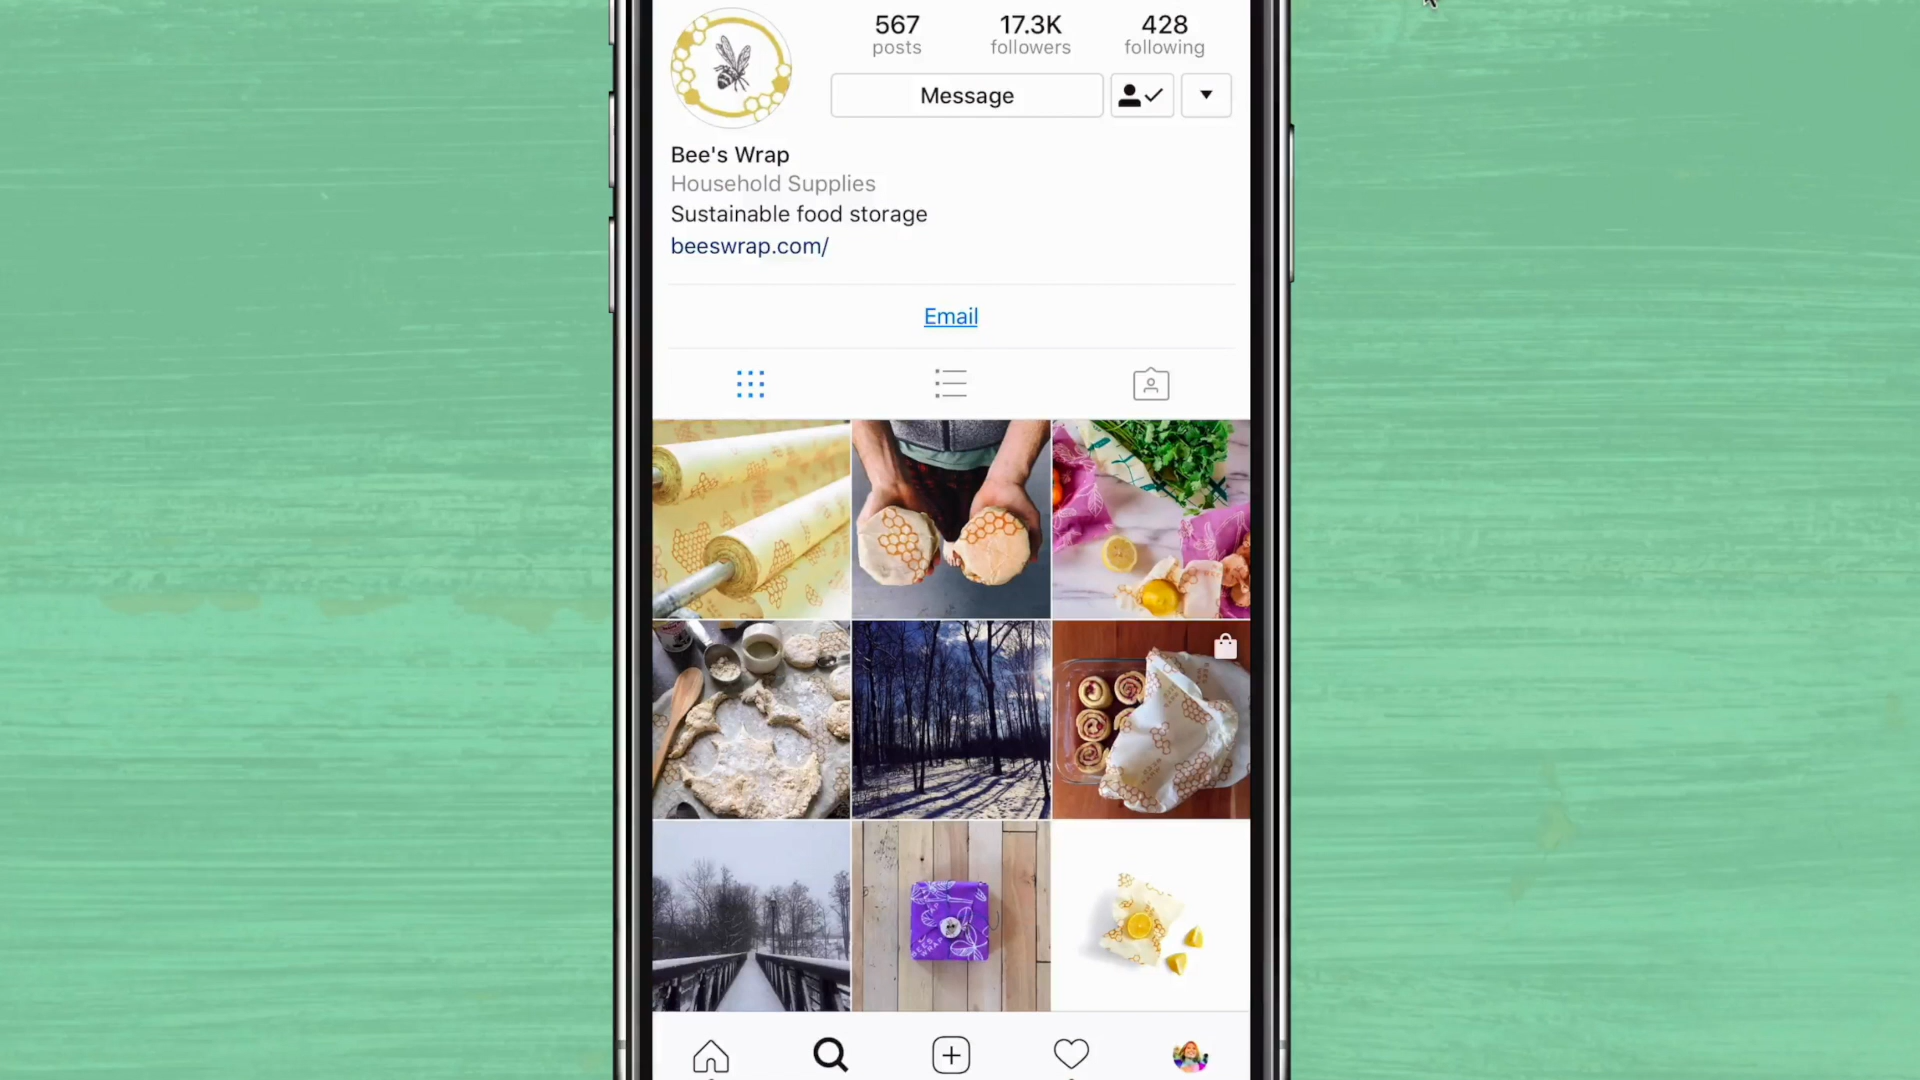 567 17.3K 428
posts followers following
Message
Bee's Wrap
Household Supplies
Sustainable food storage
beeswrap.com/
Email